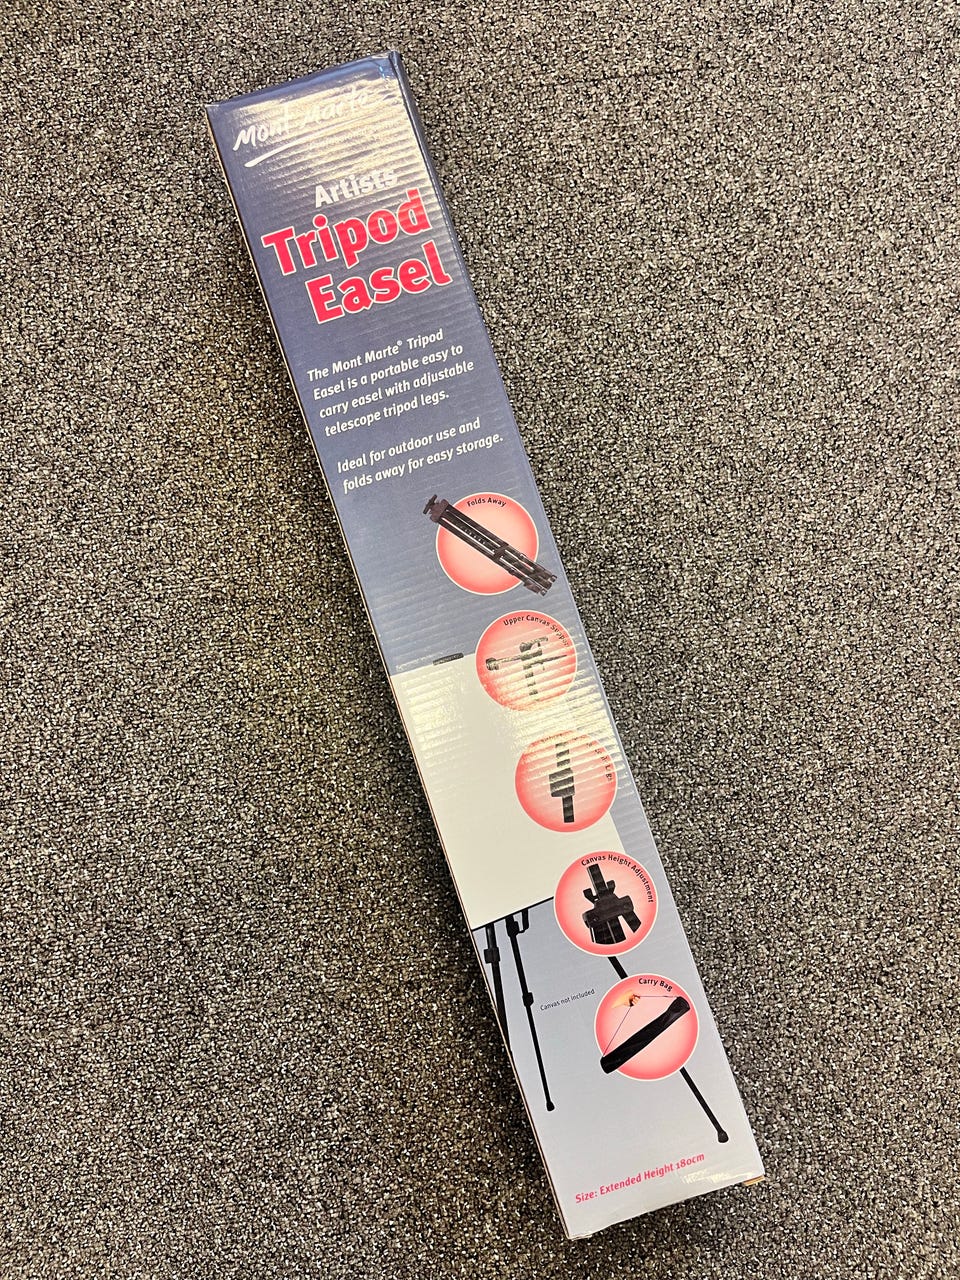 Mont Marte
Artists
Tripod
Easel
The Mont Marte® Tripod
Easel is a portable easy to
carry easel with adjustable
telescope tripod legs.
Ideal for outdoor use and
folds away for easy storage.
Folds Away
Upper Canvas
Canvas Height Adjustment
Canvas not included
Carry Bag
Size: Extended Height 180cm